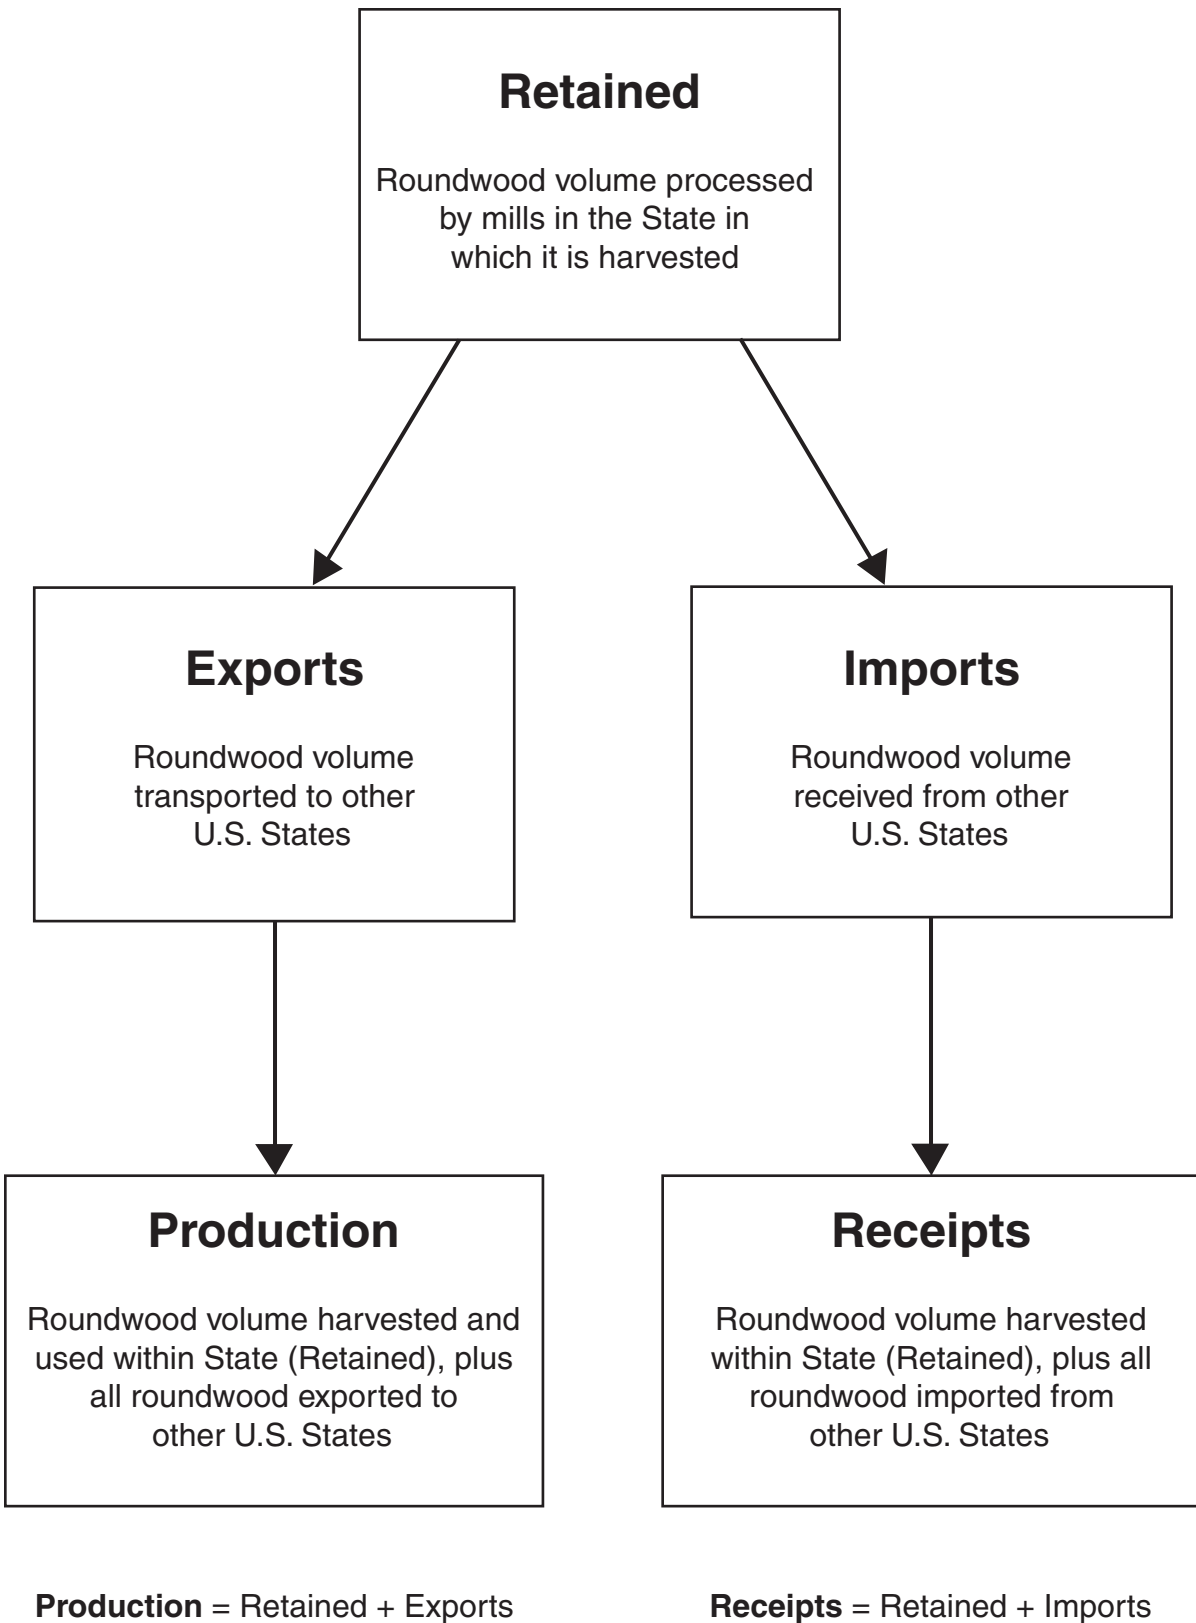 Retained
Roundwood volume processed
by mills in the State in
which it is harvested
Exports
Roundwood volume
transported to other
U.S. States
Imports
Roundwood volume
received from other
U.S. States
Production
Roundwood volume harvested and
used within State (Retained), plus
all roundwood exported to
other U.S. States
Receipts
Roundwood volume harvested
within State (Retained), plus all
roundwood imported from
other U.S. States
Production = Retained + Exports
Receipts = Retained + Imports